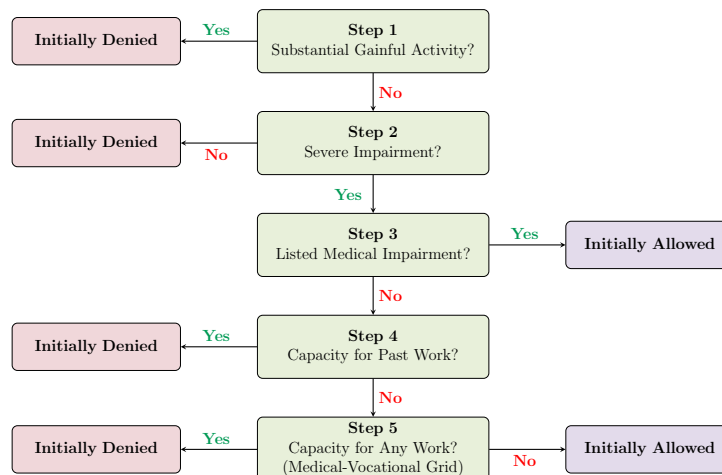 Step 1
Initially Denied
Yes
Substantial Gainful Activity?
No
Step 2
Initially Denied
No
Severe Impairment?
Yes
Step 3
Listed Medical Impairment?
Yes
Initially Allowed
No
Step 4
Initially Denied
Yes
Capacity for Past Work?
No
Step 5
Initially Denied
Yes
Capacity for Any Work?
(Medical-Vocational Grid)
No
Initially Allowed